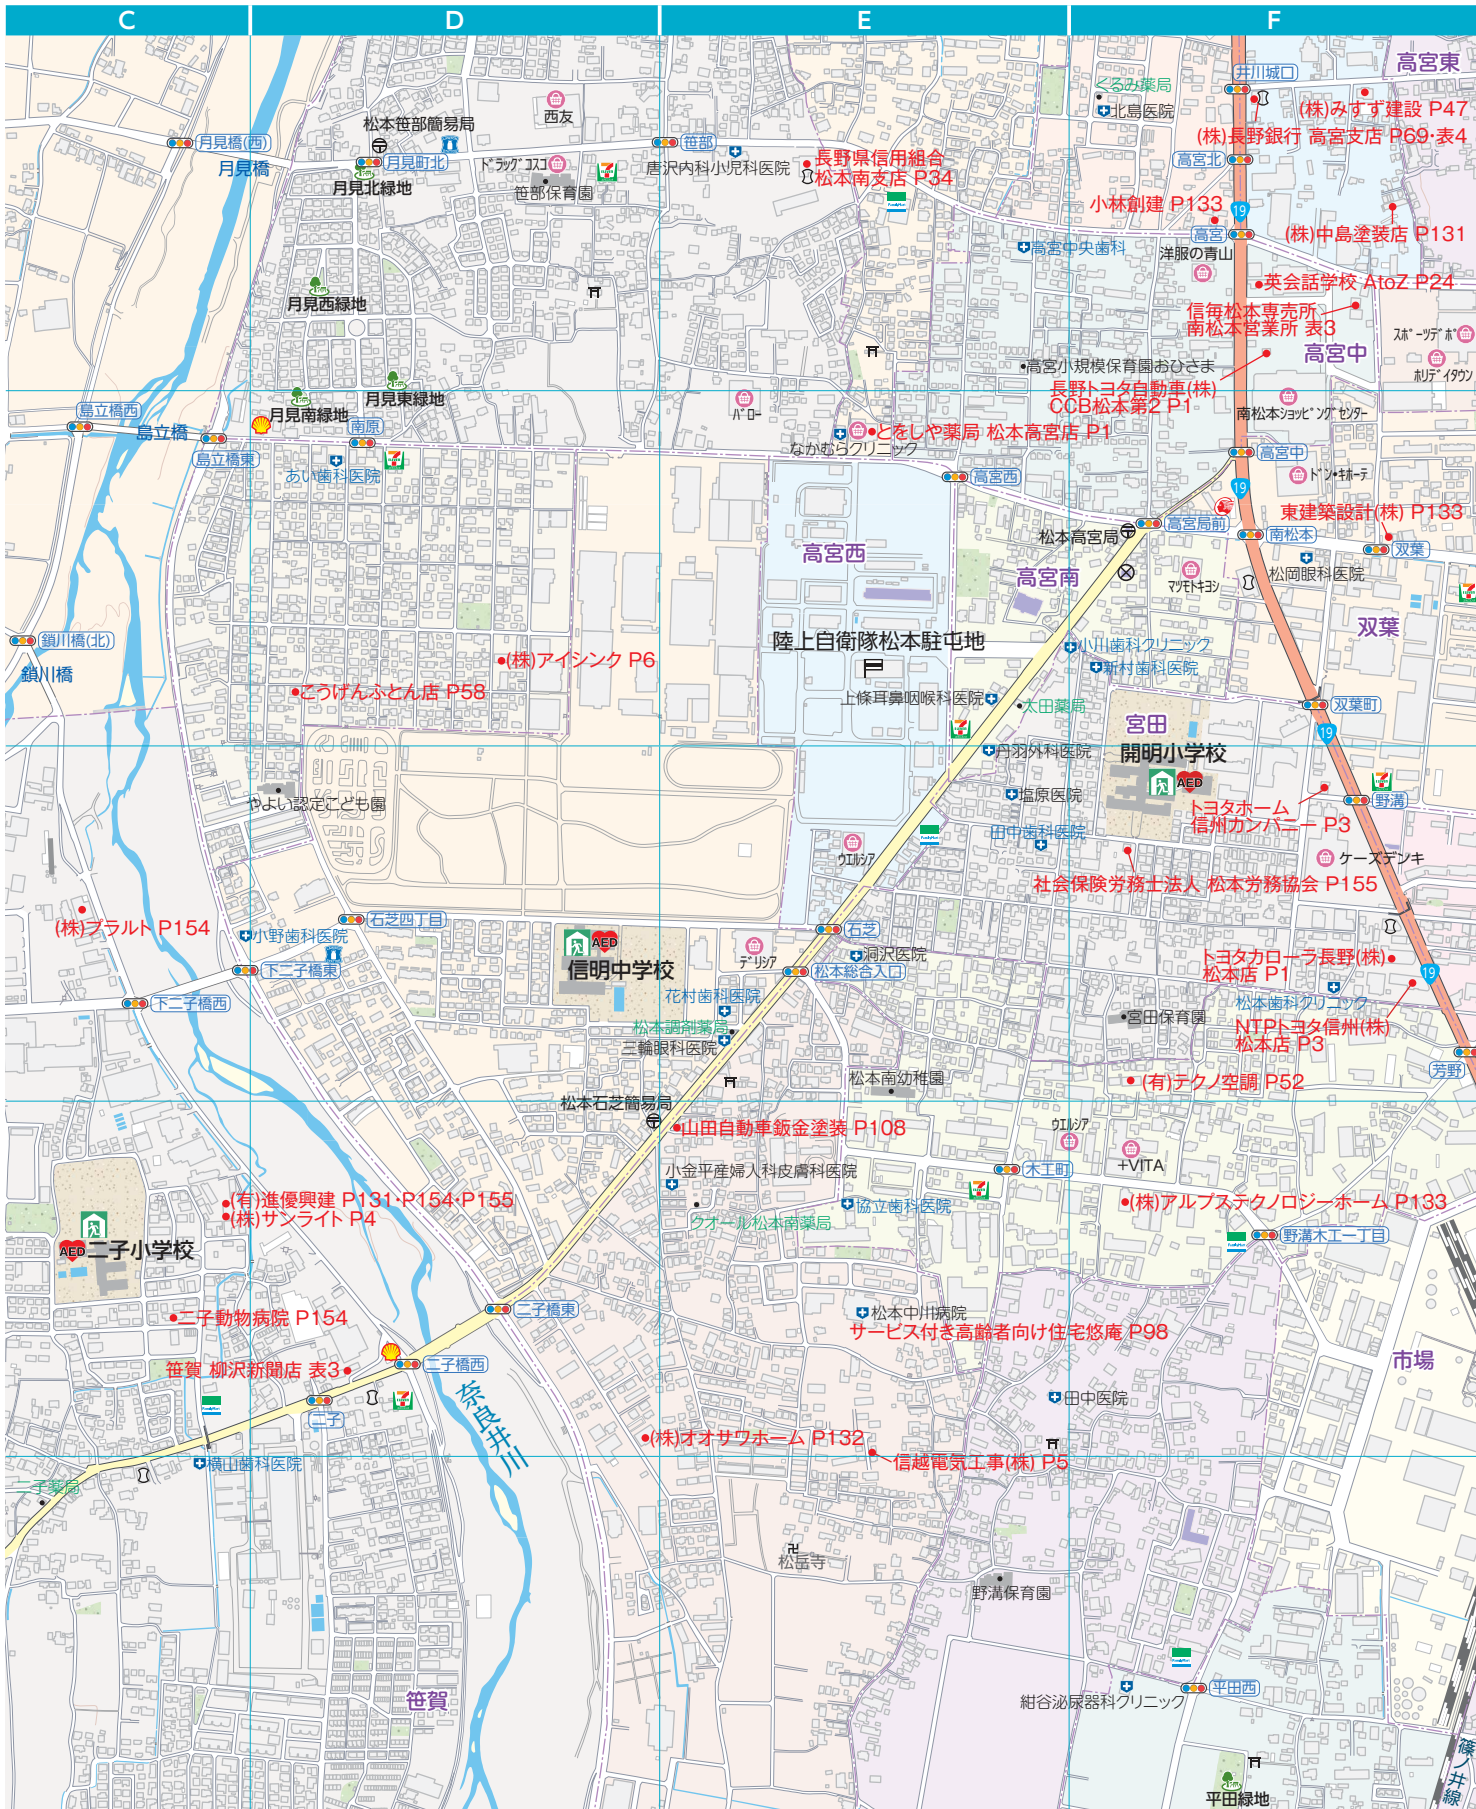 C
D
E
F
高宮東
井川城口
くるみ薬局
北島医院
(株)みすず建設 P47
(株)長野銀行 高宮支店 P69・表4
西友
松本笹部簡易局
月見橋(西)
月見橋
月見町北
月見北緑地
ドラッグコスコ
笹部保育園
笹部
唐沢内科小児科医院
長野県信用組合
松本南支店 P34
FamilyMart
高宮北
小林創建 P133
19
高宮
(株)中島塗装店 P131
高宮中央歯科
洋服の青山
英会話学校 AtoZ P24
月見西緑地
信毎松本専売所
南松本営業所 表3
高宮中
スポーツデポ
ホリデイタウン
高宮小規模保育園おひさま
長野トヨタ自動車(株)
CCB松本第2 P1
南松本ショッピングセンター
月見東緑地
月見南緑地
バロー
島立橋西
島立橋
島立橋東
南原
とをしや薬局 松本高宮店 P1
なかむらクリニック
あい歯科医院
高宮中
高宮西
ドン・キホーテ
19
東建築設計(株) P133
松本高宮局
高宮局前
南松本
双葉
松岡眼科医院
高宮西
高宮南
マツモトキヨシ
双葉
陸上自衛隊松本駐屯地
小川歯科クリニック
新村歯科医院
鎖川橋(北)
鎖川橋
(株)アイシンク P6
こうげんふとん店 P58
上條耳鼻咽喉科医院
太田薬局
宮田
双葉町
19
丹羽外科医院
開明小学校
AED
やよい認定こども園
塩原医院
トヨタホーム
信州カンパニー P3
野溝
田中歯科医院
FamilyMart
ウエルシア
ケーズデンキ
社会保険労務士法人 松本労務協会 P155
(株)プラルト P154
石芝四丁目
小野歯科医院
AED
信明中学校
デリシア
石芝
洞沢医院
松本総合入口
トヨタカローラ長野(株)
松本店 P1
19
下二子橋東
下二子橋西
花村歯科医院
松本調剤薬局
三輪眼科医院
松本歯科クリニック
宮田保育園
NTPトヨタ信州(株)
松本店 P3
芳野
松本南幼稚園
(有)テクノ空調 P52
松本石芝簡易局
山田自動車鈑金塗装 P108
ウエルシア
+VITA
小金平産婦人科皮膚科医院
木工町
(有)進優興建 P131・P154・P155
(株)サンライト P4
クオール松本南薬局
協立歯科医院
(株)アルプステクノロジーホーム P133
AED
二子小学校
野溝木工一丁目
FamilyMart
二子動物病院 P154
二子橋東
松本中川病院
サービス付き高齢者向け住宅悠庵 P98
笹賀 柳沢新聞店 表3
二子橋西
市場
奈良井川
二子
FamilyMart
田中医院
(株)オオサワホーム P132
信越電気工事(株) P5
横山歯科医院
二子薬局
松岳寺
野溝保育園
FamilyMart
平田西
紺谷泌尿器科クリニック
笹賀
篠ノ井線
平田緑地